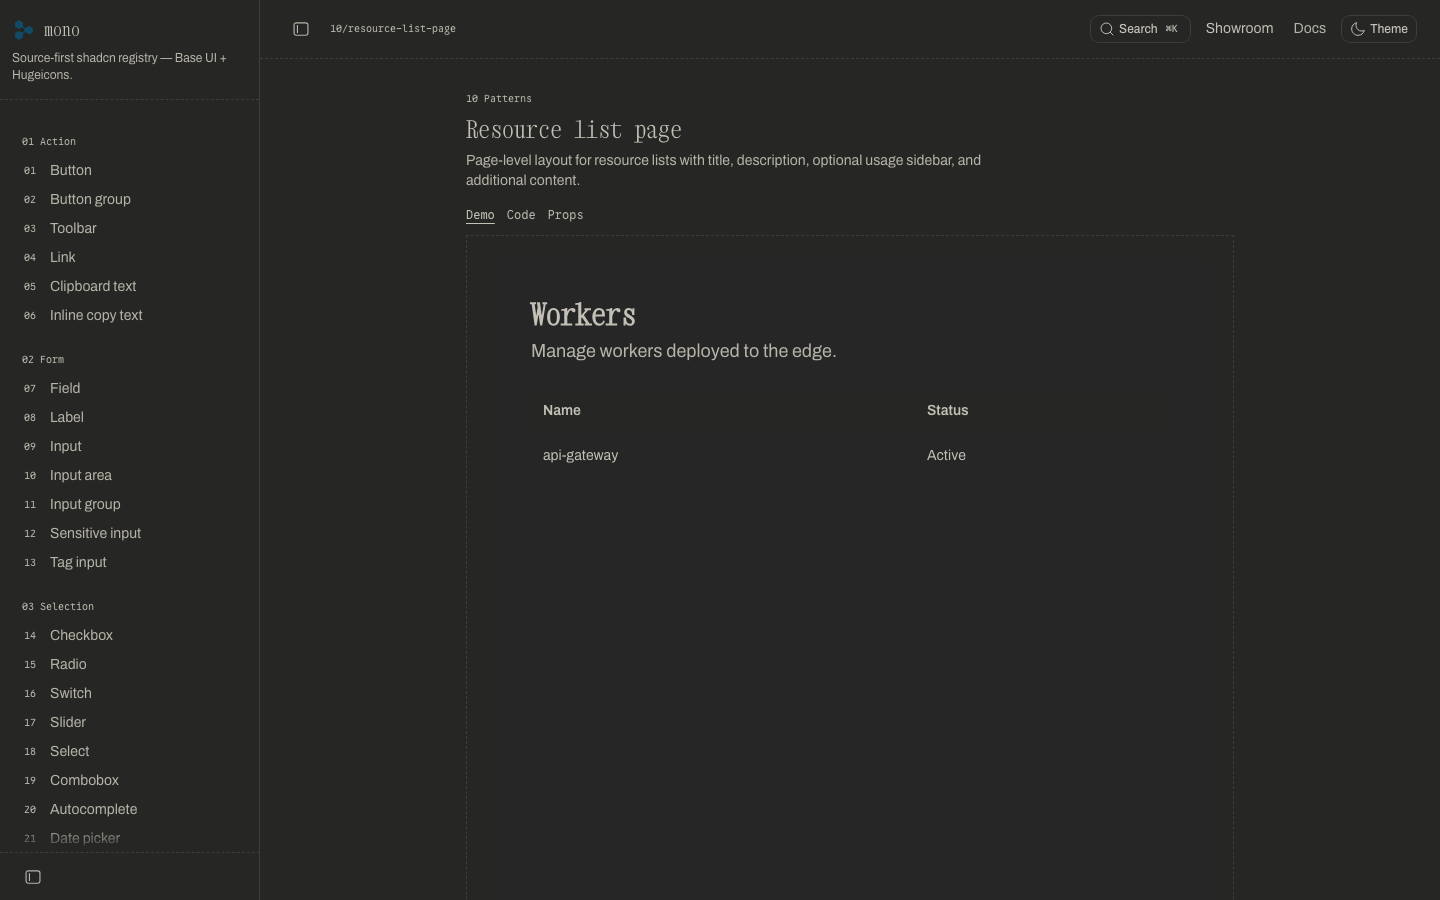 mono
Source-first shadcn registry — Base UI +
Hugeicons.
01 Action
01 Button
02 Button group
03 Toolbar
04 Link
05 Clipboard text
06 Inline copy text
02 Form
07 Field
08 Label
09 Input
10 Input area
11 Input group
12 Sensitive input
13 Tag input
03 Selection
14 Checkbox
15 Radio
16 Switch
17 Slider
18 Select
19 Combobox
20 Autocomplete
21 Date picker
10/resource-list-page
Search ⌘K
Showroom
Docs
Theme
10 Patterns
Resource list page
Page-level layout for resource lists with title, description, optional usage sidebar, and
additional content.
Demo Code Props
Workers
Manage workers deployed to the edge.
Name Status
api-gateway Active